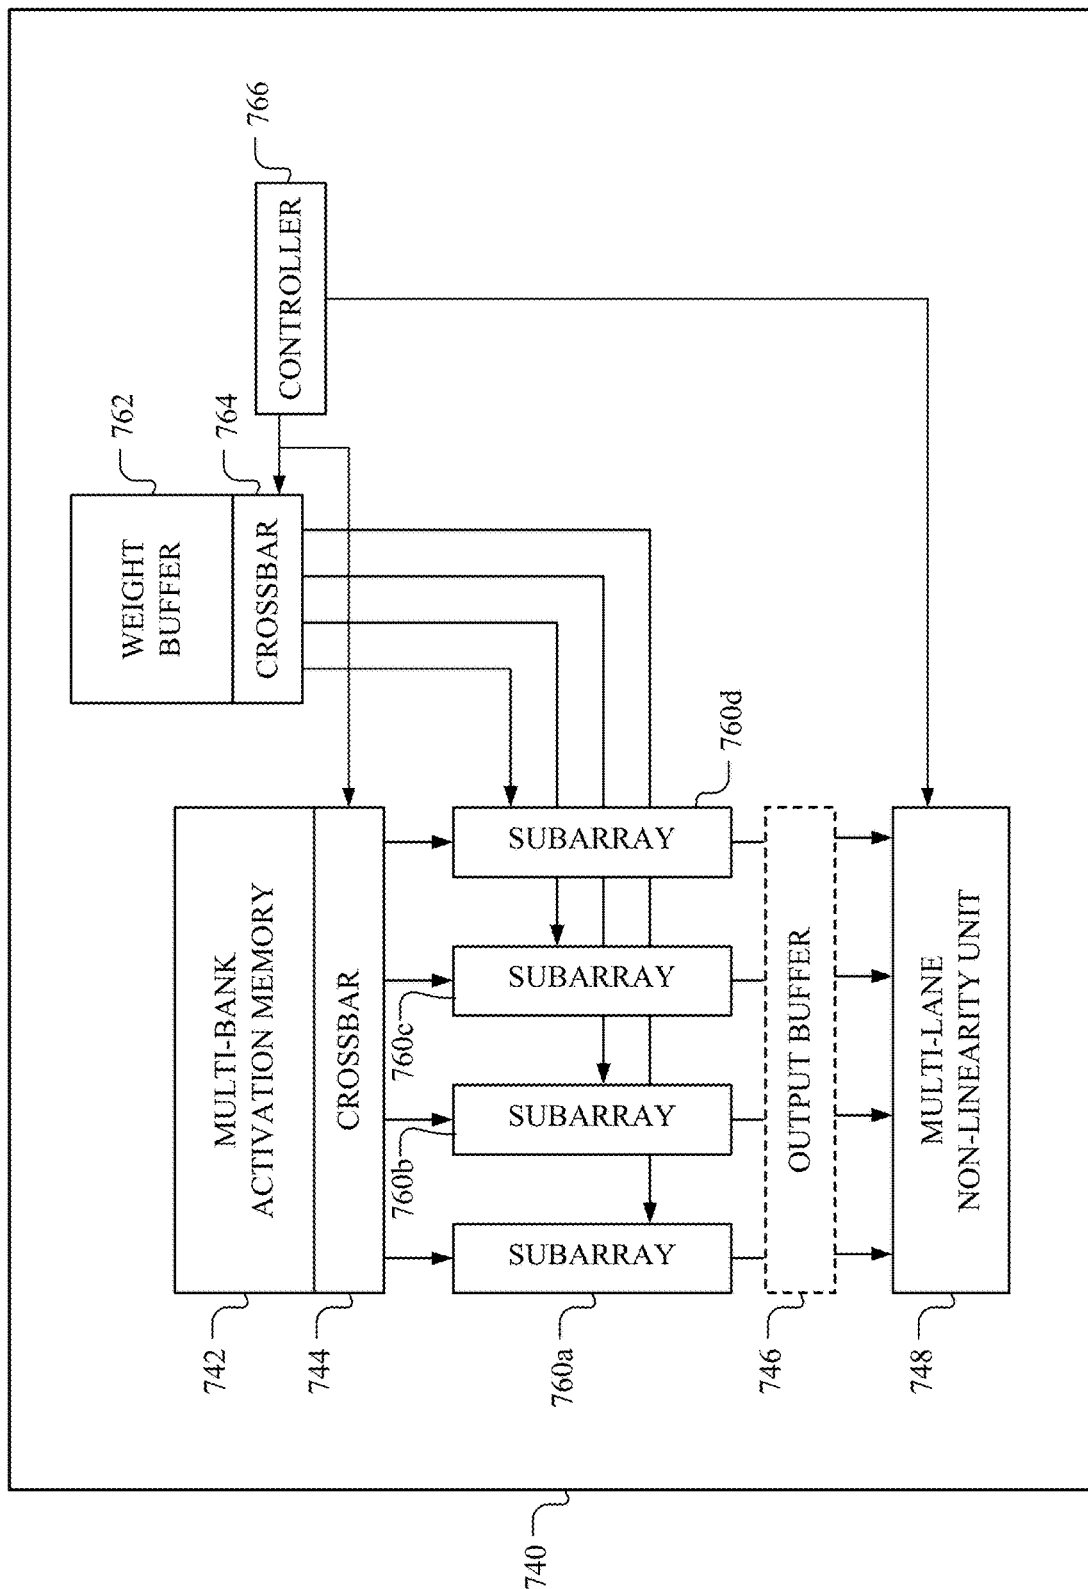 740
742
MULTI-BANK
ACTIVATION MEMORY
744
CROSSBAR
WEIGHT
BUFFER
762
CROSSBAR
764
CONTROLLER
766
760a
SUBARRAY
760b
SUBARRAY
760c
SUBARRAY
SUBARRAY
760d
746
OUTPUT BUFFER
748
MULTI-LANE
NON-LINEARITY UNIT